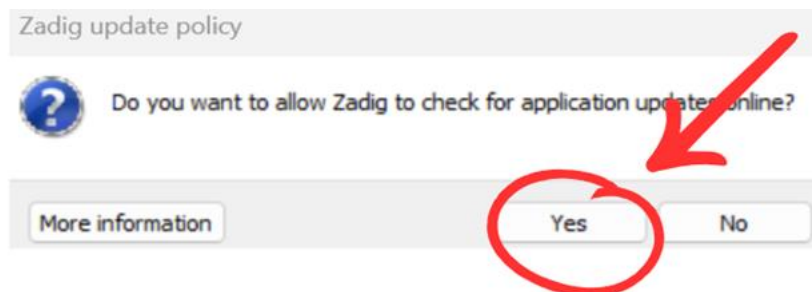 Zadig update policy
Do you want to allow Zadig to check for application updates online?
More information
Yes
No